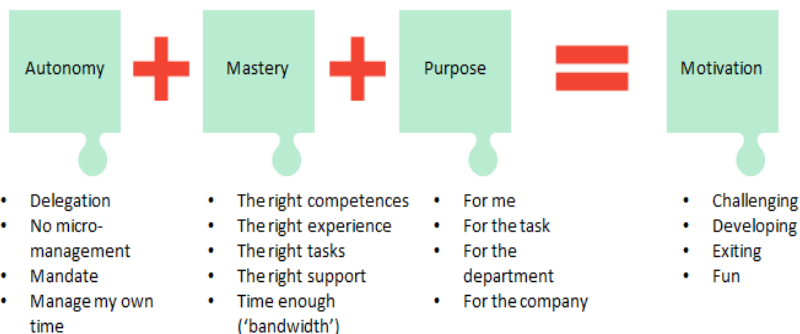 Autonomy
Mastery
Purpose
Motivation
• Delegation
• No micro-
management
• Mandate
• Manage my own
time
• The right competences
• The right experience
• The right tasks
• The right support
• Time enough
('bandwidth')
• For me
• For the task
• For the
department
• For the company
• Challenging
• Developing
• Exiting
• Fun